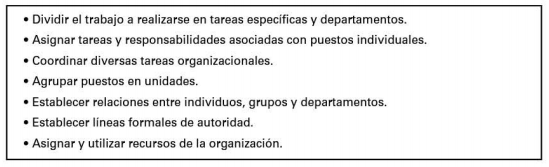 • Dividir el trabajo a realizarse en tareas específicas y departamentos.
• Asignar tareas y responsabilidades asociadas con puestos individuales.
• Coordinar diversas tareas organizacionales.
• Agrupar puestos en unidades.
• Establecer relaciones entre individuos, grupos y departamentos.
• Establecer líneas formales de autoridad.
• Asignar y utilizar recursos de la organización.